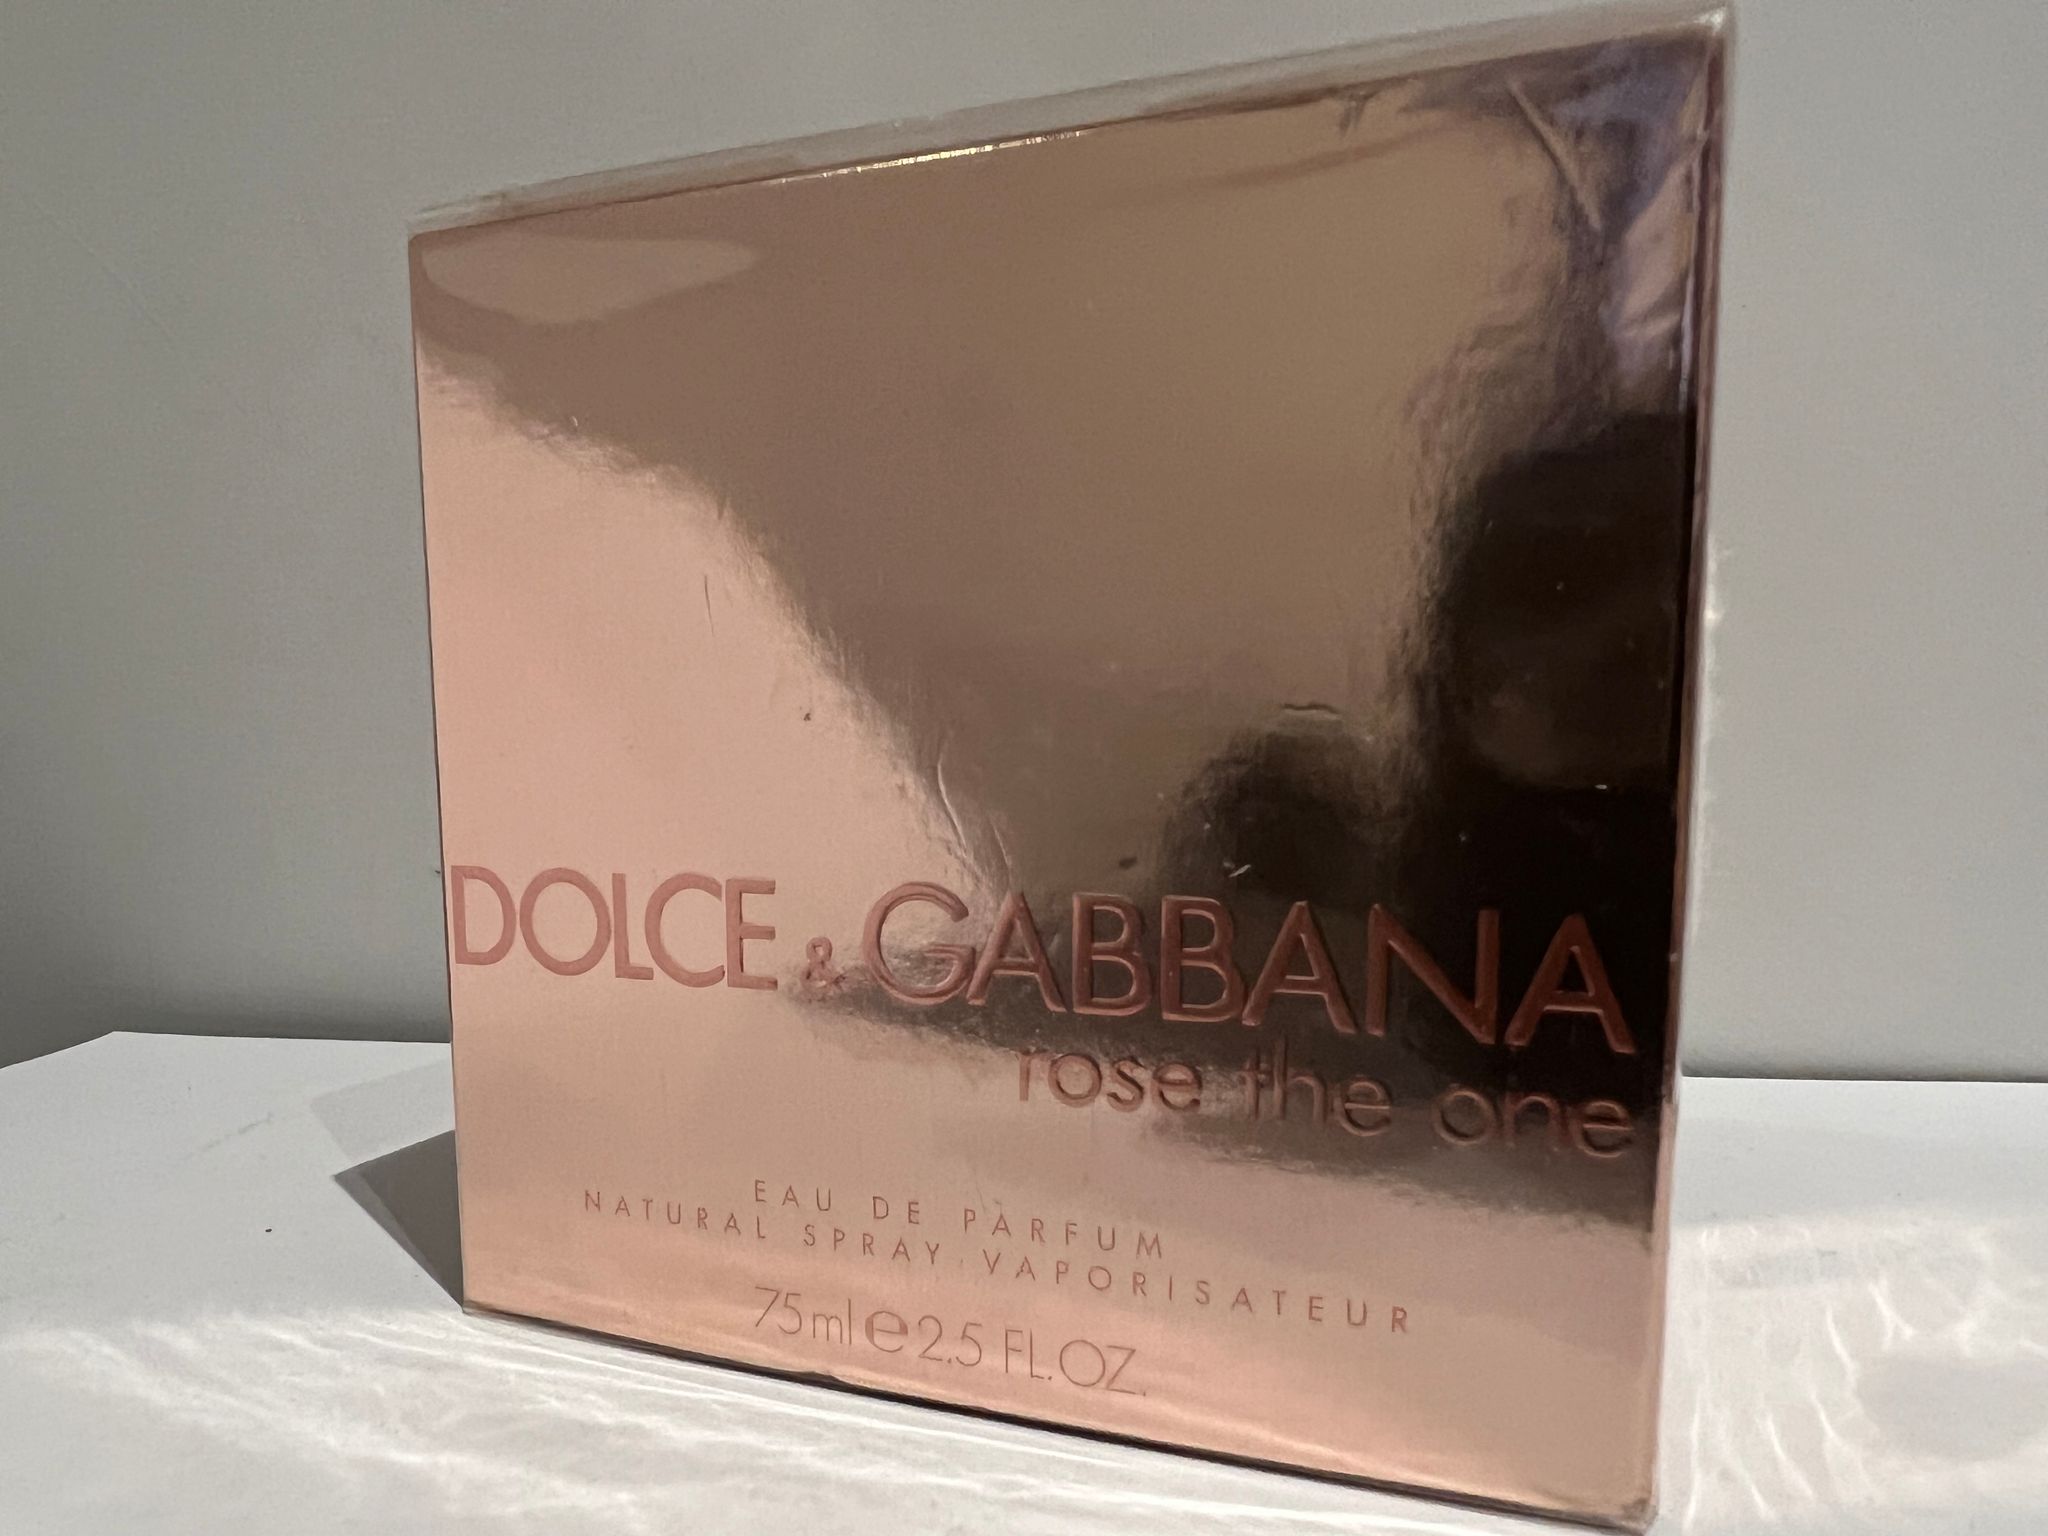 DOLCE & GABBANA
rose the one
EAU DE PARFUM
NATURAL SPRAY VAPORISATEUR
75ml e 2.5 FL.OZ.